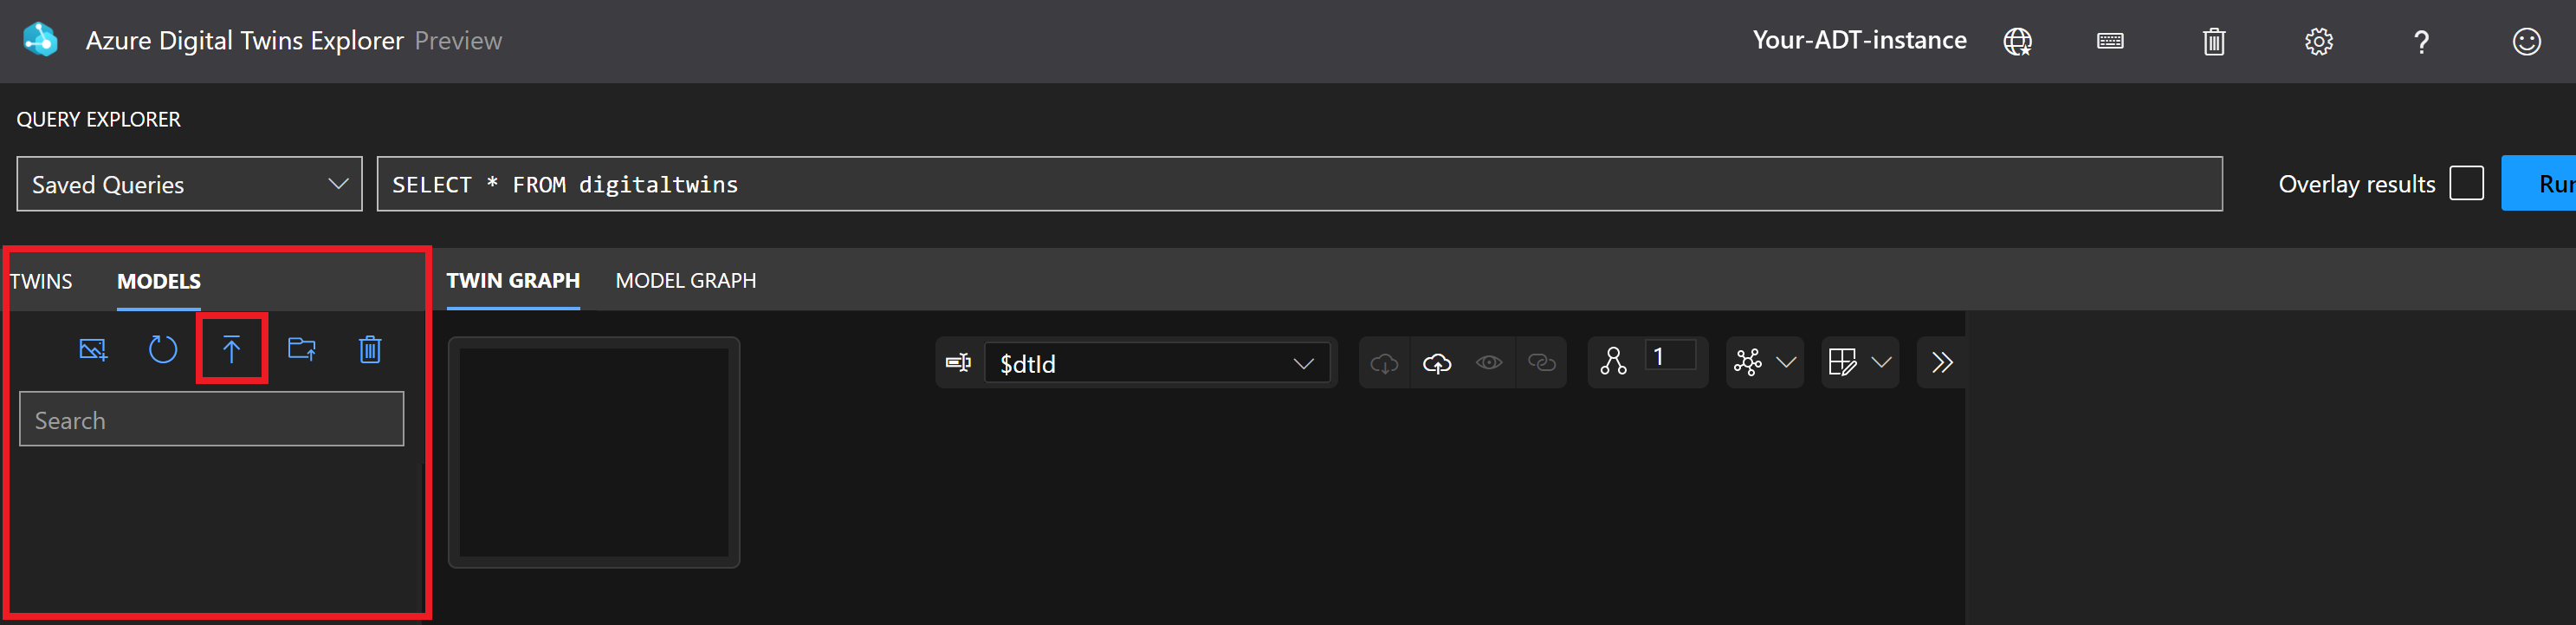 Azure Digital Twins Explorer Preview
Your-ADT-instance
?
QUERY EXPLORER
Saved Queries
SELECT * FROM digitaltwins
Overlay results
Run
TWINS
MODELS
TWIN GRAPH
MODEL GRAPH
$dtId
1
Search